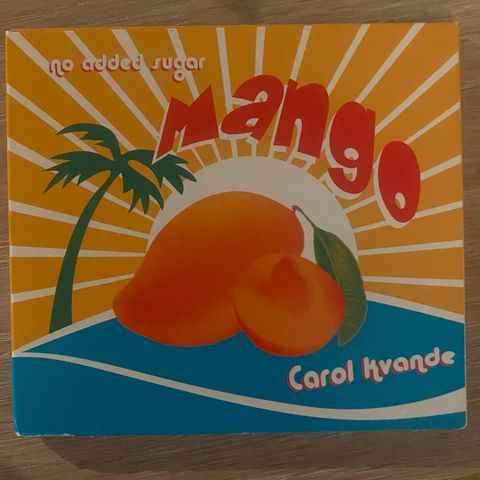 no added sugar
Mango
Carol Kvande